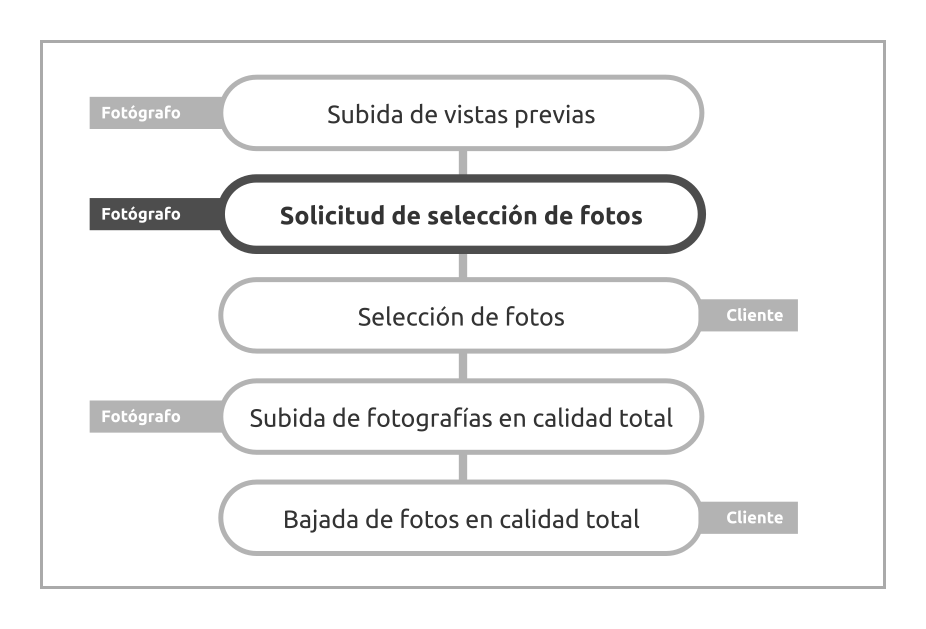 Fotógrafo
Subida de vistas previas
Fotógrafo
Solicitud de selección de fotos
Selección de fotos
Cliente
Fotógrafo
Subida de fotografías en calidad total
Bajada de fotos en calidad total
Cliente